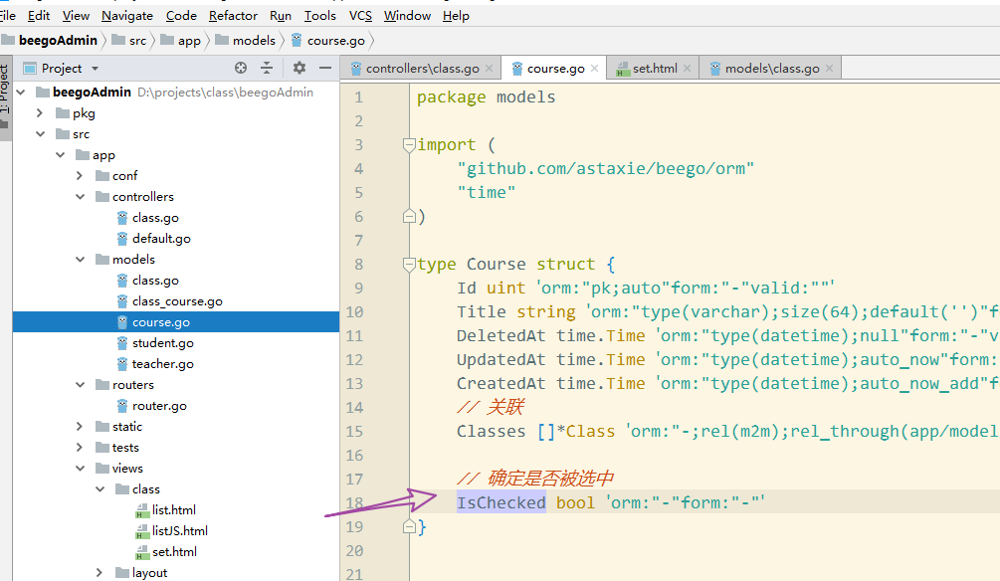 File Edit View Navigate Code Refactor Run Tools VCS Window Help
beegoAdmin src app models course.go
1: Project
Project
controllers\class.go course.go set.html models\class.go
beegoAdmin D:\projects\class\beegoAdmin
pkg
src
app
conf
controllers
class.go
default.go
models
class.go
class_course.go
course.go
student.go
teacher.go
routers
router.go
static
tests
views
class
list.html
listJS.html
set.html
layout
1 package models
2
3 import (
4 "github.com/astaxie/beego/orm"
5 "time"
6 )
7
8 type Course struct {
9 Id uint 'orm:"pk;auto"form:"-"valid:""'
10 Title string 'orm:"type(varchar);size(64);default('')"f
11 DeletedAt time.Time 'orm:"type(datetime);null"form:"-"v
12 UpdatedAt time.Time 'orm:"type(datetime);auto_now"form:
13 CreatedAt time.Time 'orm:"type(datetime);auto_now_add"f
14 // 关联
15 Classes []*Class 'orm:"-;rel(m2m);rel_through(app/model
16
17 // 确定是否被选中
18 IsChecked bool 'orm:"-"form:"-"'
19 }
20
21